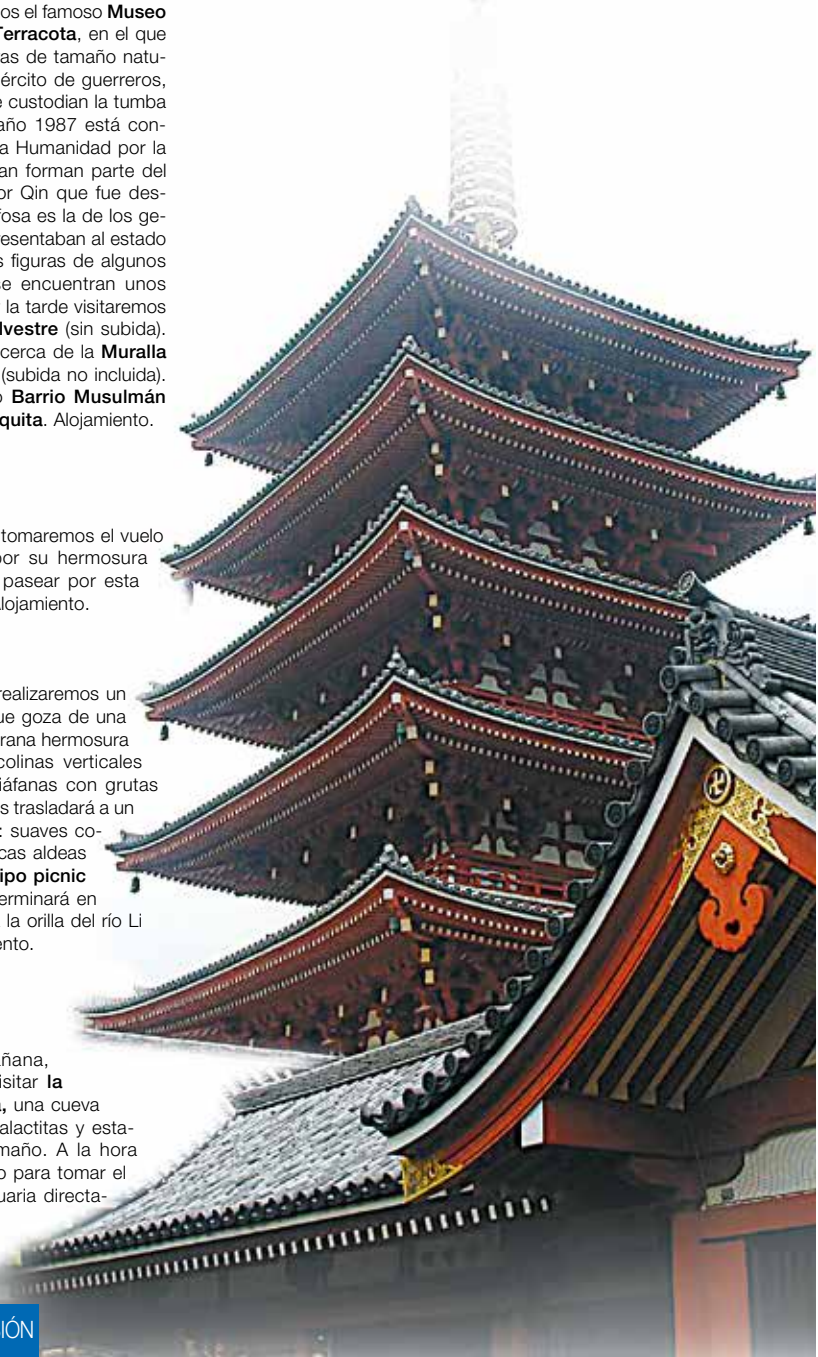 os el famoso Museo
Terracota, en el que
as de tamaño natu-
ército de guerreros,
e custodian la tumba
año 1987 está con-
a Humanidad por la
an forman parte del
or Qin que fue des-
fosa es la de los ge-
resentaban al estado
s figuras de algunos
se encuentran unos
la tarde visitaremos
lvestre (sin subida).
cerca de la Muralla
(subida no incluida).
o Barrio Musulmán
quita. Alojamiento.
tomaremos el vuelo
por su hermosura
pasear por esta
lojamiento.
realizaremos un
ue goza de una
rana hermosura
colinas verticales
iáfanas con grutas
s trasladará a un
: suaves co-
cas aldeas
ipo picnic
erminará en
la orilla del río Li
ento.
añana,
isitar la
a, una cueva
alactitas y esta-
maño. A la hora
o para tomar el
uaria directa-
SIÓN